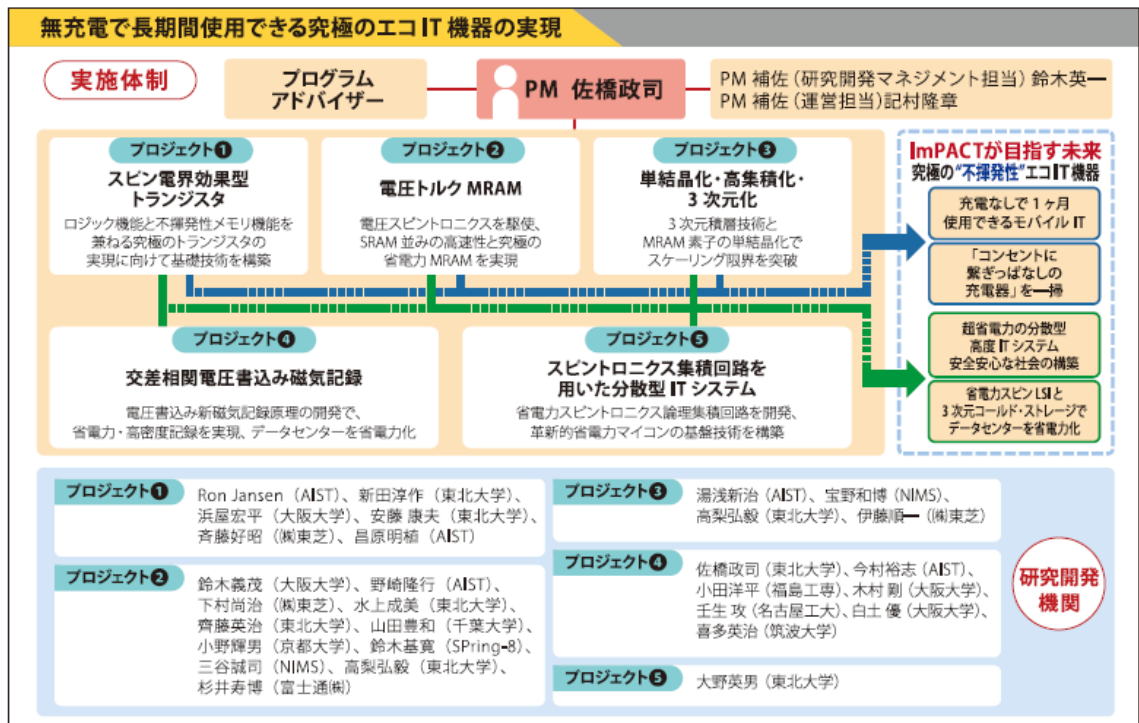 無充電で長期間使用できる究極のエコIT機器の実現
実施体制
プログラム
アドバイザー
PM 佐橋政司
PM 補佐（研究開発マネジメント担当）鈴木英一
PM 補佐（運営担当）記村隆章
プロジェクト❶
スピン電界効果型
トランジスタ
ロジック機能と不揮発性メモリ機能を
兼ねる究極のトランジスタの
実現に向けて基礎技術を構築
プロジェクト❷
電圧トルク MRAM
電圧スピントロニクスを駆使、
SRAM 並みの高速性と究極の
省電力 MRAM を実現
プロジェクト❸
単結晶化・高集積化・
3 次元化
3 次元積層技術と
MRAM 素子の単結晶化で
スケーリング限界を突破
プロジェクト❹
交差相関電圧書込み磁気記録
電圧書込み新磁気記録原理の開発で、
省電力・高密度記録を実現、データセンターを省電力化
プロジェクト❺
スピントロニクス集積回路を
用いた分散型 IT システム
省電力スピントロニクス論理集積回路を開発、
革新的省電力マイコンの基盤技術を構築
ImPACTが目指す未来
究極の“不揮発性”エコIT機器
充電なしで 1 ヶ月
使用できるモバイル IT
「コンセントに
繋ぎっぱなしの
充電器」を一掃
超省電力の分散型
高度 IT システム
安全安心な社会の構築
省電力スピン LSI と
3 次元コールド・ストレージで
データセンターを省電力化
プロジェクト❶
Ron Jansen（AIST）、新田淳作（東北大学）、
浜屋宏平（大阪大学）、安藤 康夫（東北大学）、
斉藤好昭（㈱東芝）、昌原明植（AIST）
プロジェクト❷
鈴木義茂（大阪大学）、野崎隆行（AIST）、
下村尚治（㈱東芝）、水上成美（東北大学）、
齊藤英治（東北大学）、山田豊和（千葉大学）、
小野輝男（京都大学）、鈴木基寛（SPring-8）、
三谷誠司（NIMS）、高梨弘毅（東北大学）、
杉井寿博（富士通㈱）
プロジェクト❸
湯浅新治（AIST）、宝野和博（NIMS）、
高梨弘毅（東北大学）、伊藤順一（㈱東芝）
プロジェクト❹
佐橋政司（東北大学）、今村裕志（AIST）、
小田洋平（福島工専）、木村 剛（大阪大学）、
壬生 攻（名古屋工大）、白土 優（大阪大学）、
喜多英治（筑波大学）
プロジェクト❺
大野英男（東北大学）
研究開発
機関